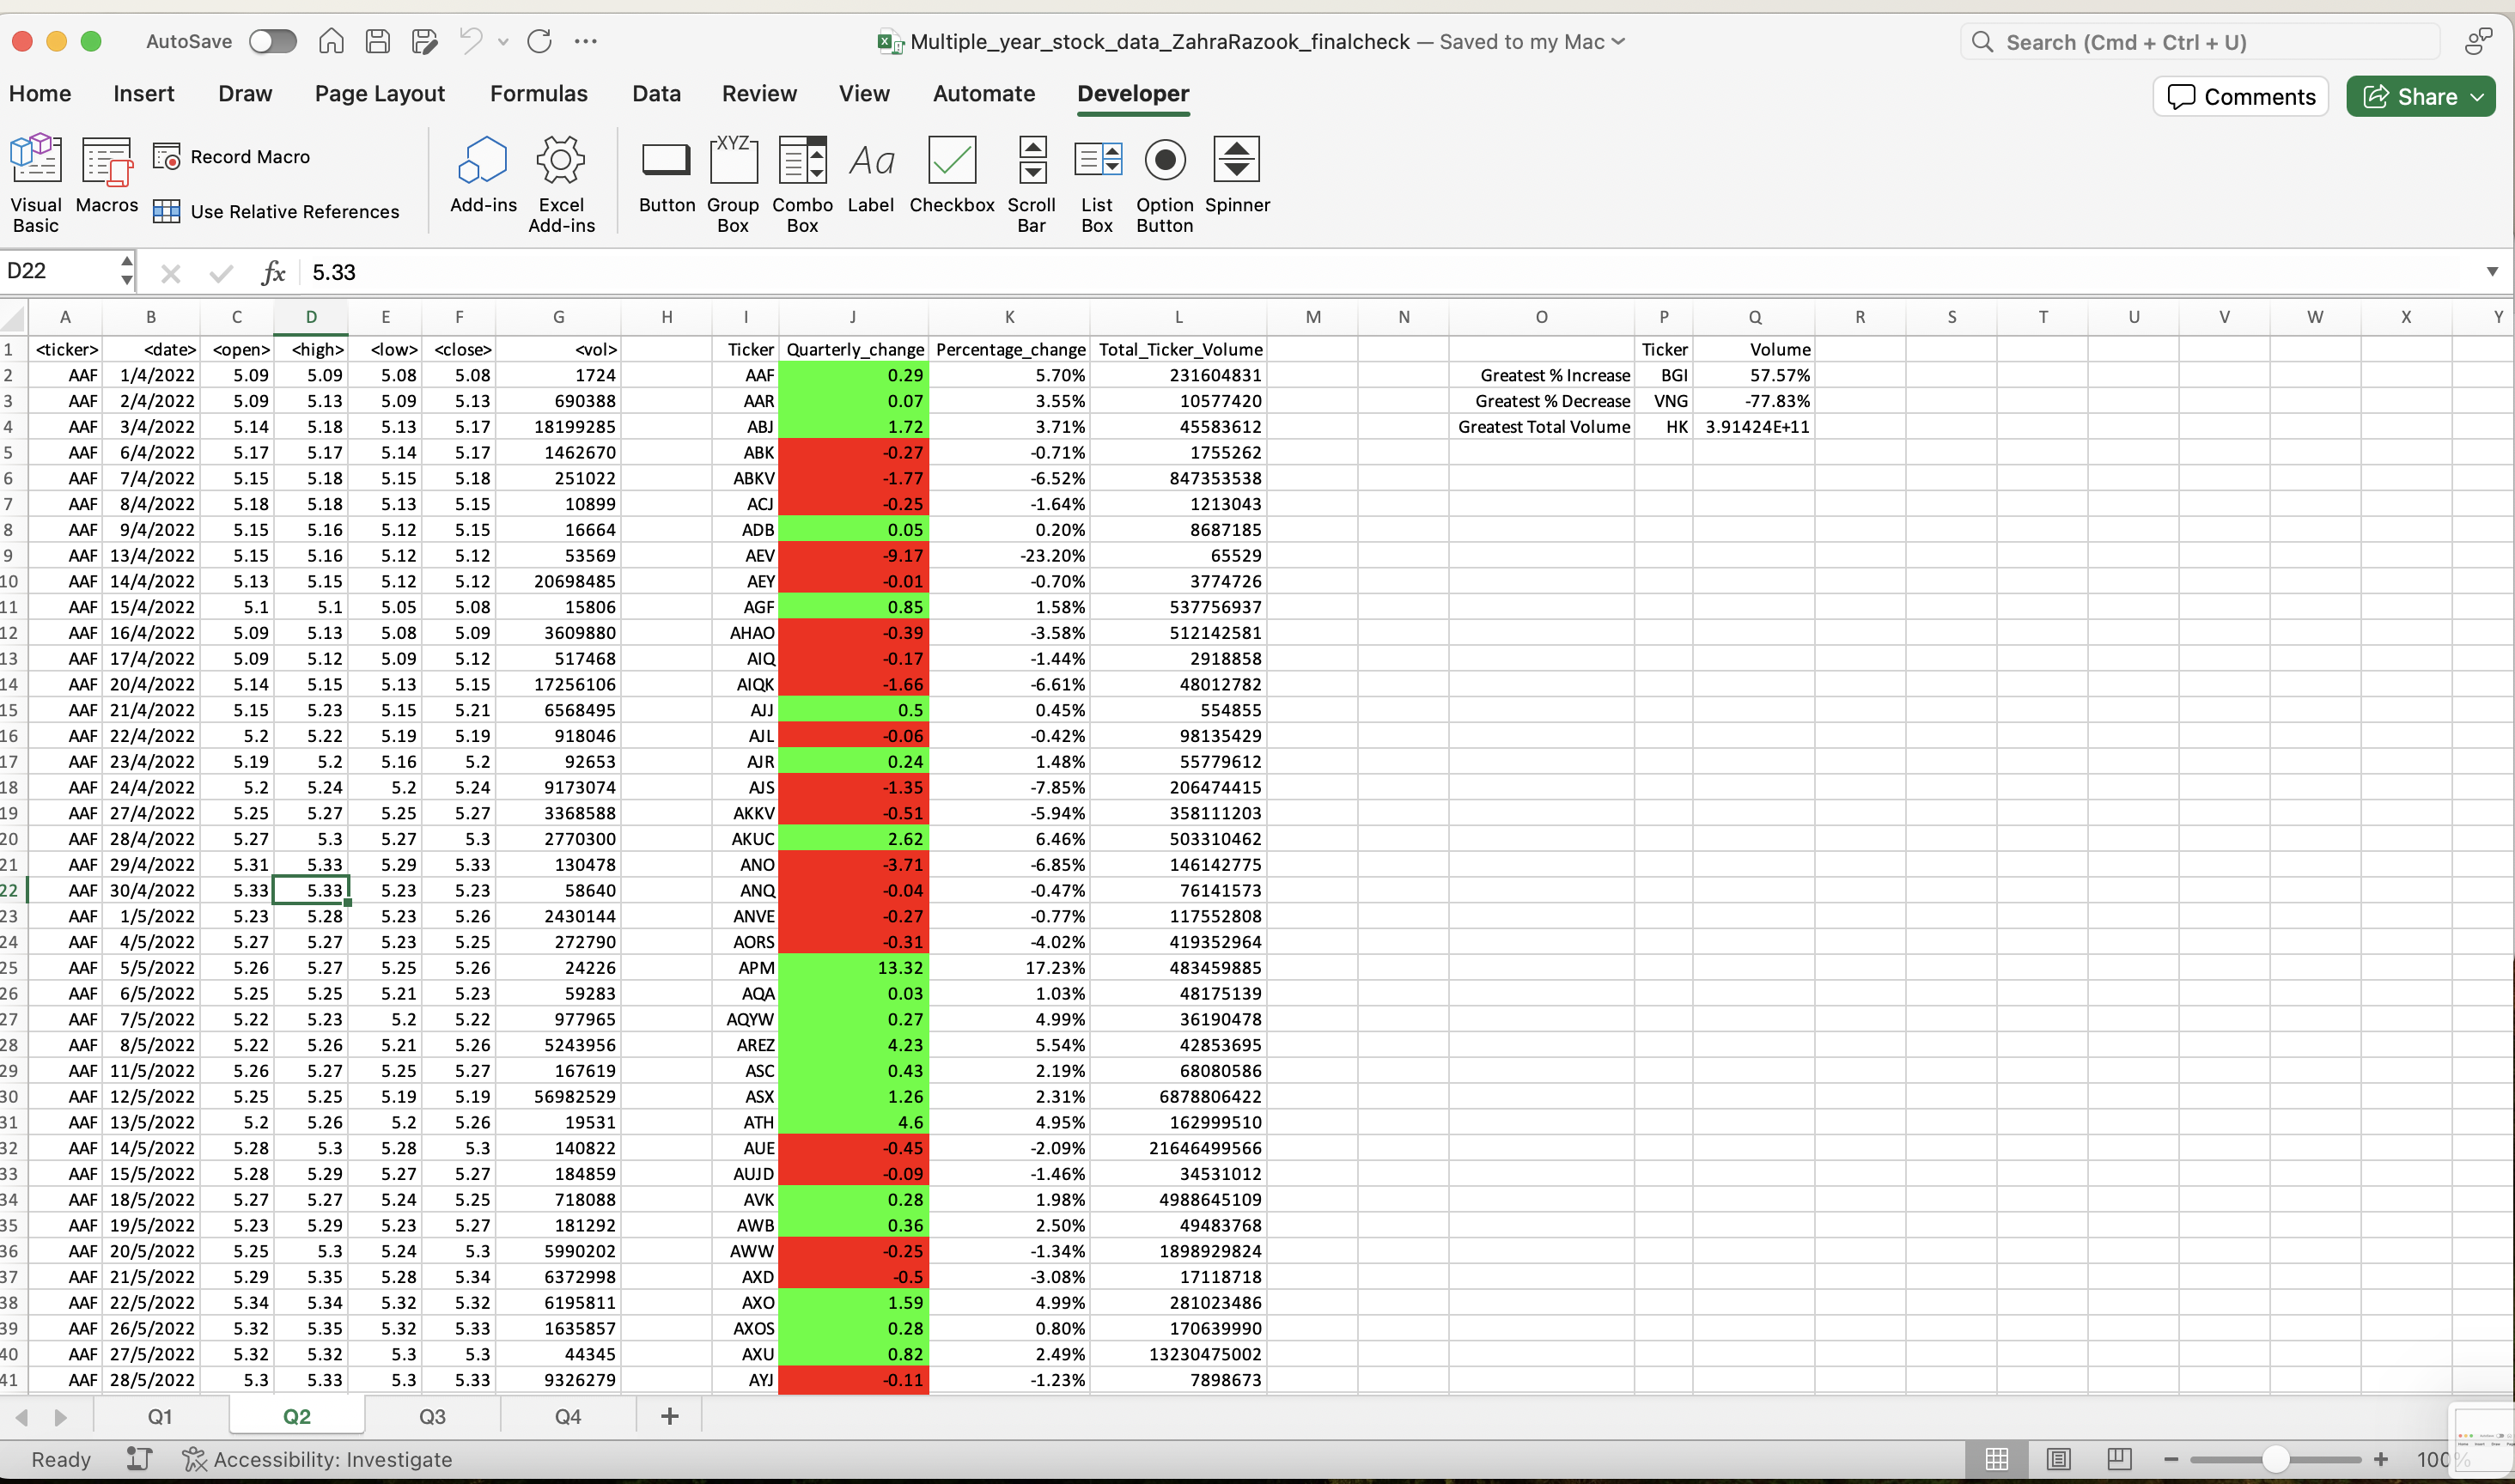 AutoSave
Multiple_year_stock_data_ZahraRazook_finalcheck — Saved to my Mac
Search (Cmd + Ctrl + U)
Home Insert Draw Page Layout Formulas Data Review View Automate Developer
Comments Share
Visual Basic Macros Record Macro Use Relative References Add-ins Excel Add-ins Button Group Box Combo Box Label Checkbox Scroll Bar List Box Option Button Spinner
D22 fx 5.33
A B C D E F G H I J K L M N O P Q R S T U V W X Y
1 <ticker> <date> <open> <high> <low> <close> <vol> Ticker Quarterly_change Percentage_change Total_Ticker_Volume Ticker Volume
2 AAF 1/4/2022 5.09 5.09 5.08 5.08 1724 AAF 0.29 5.70% 231604831 Greatest % Increase BGI 57.57%
3 AAF 2/4/2022 5.09 5.13 5.09 5.13 690388 AAR 0.07 3.55% 10577420 Greatest % Decrease VNG -77.83%
4 AAF 3/4/2022 5.14 5.18 5.13 5.17 18199285 ABJ 1.72 3.71% 45583612 Greatest Total Volume HK 3.91424E+11
5 AAF 6/4/2022 5.17 5.17 5.14 5.17 1462670 ABK -0.27 -0.71% 1755262
6 AAF 7/4/2022 5.15 5.18 5.15 5.18 251022 ABKV -1.77 -6.52% 847353538
7 AAF 8/4/2022 5.18 5.18 5.13 5.15 10899 ACJ -0.25 -1.64% 1213043
8 AAF 9/4/2022 5.15 5.16 5.12 5.15 16664 ADB 0.05 0.20% 8687185
9 AAF 13/4/2022 5.15 5.16 5.12 5.12 53569 AEV -9.17 -23.20% 65529
10 AAF 14/4/2022 5.13 5.15 5.12 5.12 20698485 AEY -0.01 -0.70% 3774726
11 AAF 15/4/2022 5.1 5.1 5.05 5.08 15806 AGF 0.85 1.58% 537756937
12 AAF 16/4/2022 5.09 5.13 5.08 5.09 3609880 AHAO -0.39 -3.58% 512142581
13 AAF 17/4/2022 5.09 5.12 5.09 5.12 517468 AIQ -0.17 -1.44% 2918858
14 AAF 20/4/2022 5.14 5.15 5.13 5.15 17256106 AIQK -1.66 -6.61% 48012782
15 AAF 21/4/2022 5.15 5.23 5.15 5.21 6568495 AJJ 0.5 0.45% 554855
16 AAF 22/4/2022 5.2 5.22 5.19 5.19 918046 AJL -0.06 -0.42% 98135429
17 AAF 23/4/2022 5.19 5.2 5.16 5.2 92653 AJR 0.24 1.48% 55779612
18 AAF 24/4/2022 5.2 5.24 5.2 5.24 9173074 AJS -1.35 -7.85% 206474415
19 AAF 27/4/2022 5.25 5.27 5.25 5.27 3368588 AKKV -0.51 -5.94% 358111203
20 AAF 28/4/2022 5.27 5.3 5.27 5.3 2770300 AKUC 2.62 6.46% 503310462
21 AAF 29/4/2022 5.31 5.33 5.29 5.33 130478 ANO -3.71 -6.85% 146142775
22 AAF 30/4/2022 5.33 5.33 5.23 5.23 58640 ANQ -0.04 -0.47% 76141573
23 AAF 1/5/2022 5.23 5.28 5.23 5.26 2430144 ANVE -0.27 -0.77% 117552808
24 AAF 4/5/2022 5.27 5.27 5.23 5.25 272790 AORS -0.31 -4.02% 419352964
25 AAF 5/5/2022 5.26 5.27 5.25 5.26 24226 APM 13.32 17.23% 483459885
26 AAF 6/5/2022 5.25 5.25 5.21 5.23 59283 AQA 0.03 1.03% 48175139
27 AAF 7/5/2022 5.22 5.23 5.2 5.22 977965 AQYW 0.27 4.99% 36190478
28 AAF 8/5/2022 5.22 5.26 5.21 5.26 5243956 AREZ 4.23 5.54% 42853695
29 AAF 11/5/2022 5.26 5.27 5.25 5.27 167619 ASC 0.43 2.19% 68080586
30 AAF 12/5/2022 5.25 5.25 5.19 5.19 56982529 ASX 1.26 2.31% 6878806422
31 AAF 13/5/2022 5.2 5.26 5.2 5.26 19531 ATH 4.6 4.95% 162999510
32 AAF 14/5/2022 5.28 5.3 5.28 5.3 140822 AUE -0.45 -2.09% 21646499566
33 AAF 15/5/2022 5.28 5.29 5.27 5.27 184859 AUJD -0.09 -1.46% 34531012
34 AAF 18/5/2022 5.27 5.27 5.24 5.25 718088 AVK 0.28 1.98% 4988645109
35 AAF 19/5/2022 5.23 5.29 5.23 5.27 181292 AWB 0.36 2.50% 49483768
36 AAF 20/5/2022 5.25 5.3 5.24 5.3 5990202 AWW -0.25 -1.34% 1898929824
37 AAF 21/5/2022 5.29 5.35 5.28 5.34 6372998 AXD -0.5 -3.08% 17118718
38 AAF 22/5/2022 5.34 5.34 5.32 5.32 6195811 AXO 1.59 4.99% 281023486
39 AAF 26/5/2022 5.32 5.35 5.32 5.33 1635857 AXOS 0.28 0.80% 170639990
40 AAF 27/5/2022 5.32 5.32 5.3 5.3 44345 AXU 0.82 2.49% 13230475002
41 AAF 28/5/2022 5.3 5.33 5.3 5.33 9326279 AYJ -0.11 -1.23% 7898673
Q1 Q2 Q3 Q4 +
Ready Accessibility: Investigate 100%